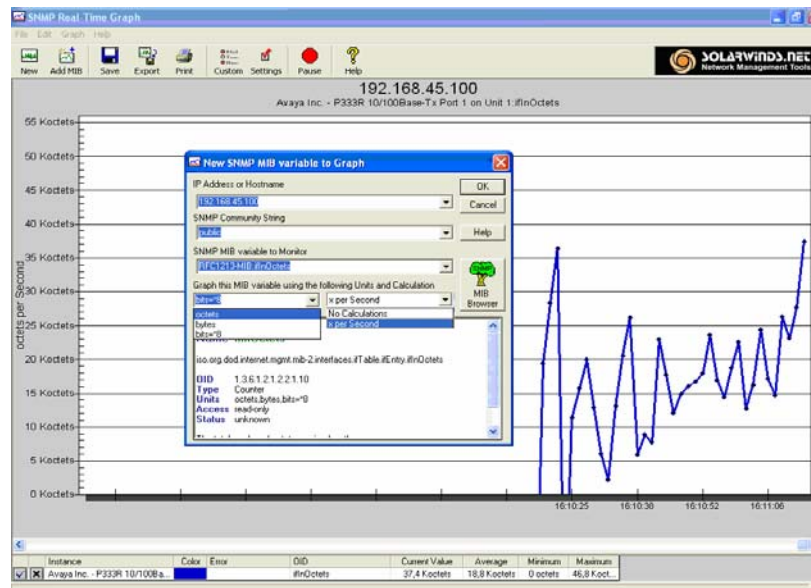 SNMP Real-Time Graph
File Edit Graph Help
New Add MIB Save Export Print Custom Settings Pause Help
SOLARWINDS.NET
Network Management Tools
192.168.45.100
Avaya Inc. - P333R 10/100Base-Tx Port 1 on Unit 1:ifInOctets
55 Koctets
50 Koctets
45 Koctets
40 Koctets
35 Koctets
30 Koctets
25 Koctets
20 Koctets
15 Koctets
10 Koctets
5 Koctets
0 Koctets
octets per Second
New SNMP MIB variable to Graph
IP Address or Hostname
192.168.45.100
OK
Cancel
SNMP Community String
public
Help
SNMP MIB variable to Monitor
RFC1213-MIB:ifInOctets
MIB Browser
Graph this MIB variable using the following Units and Calculation
bits=*8 x per Second
octets No Calculations
bytes x per Second
bits=*8
Name ifInOctets
iso.org.dod.internet.mgmt.mib-2.interfaces.ifTable.ifEntry.ifInOctets
OID 1.3.6.1.2.1.2.2.1.10
Type Counter
Units octets,bytes,bits=*8
Access read-only
Status unknown
16:10:25 16:10:38 16:10:52 16:11:06
Instance Color Error OID Current Value Average Minimum Maximum
Avaya Inc. - P333R 10/100Ba... ifInOctets 37,4 Koctets 18,8 Koctets 0 octets 46,8 Koct...